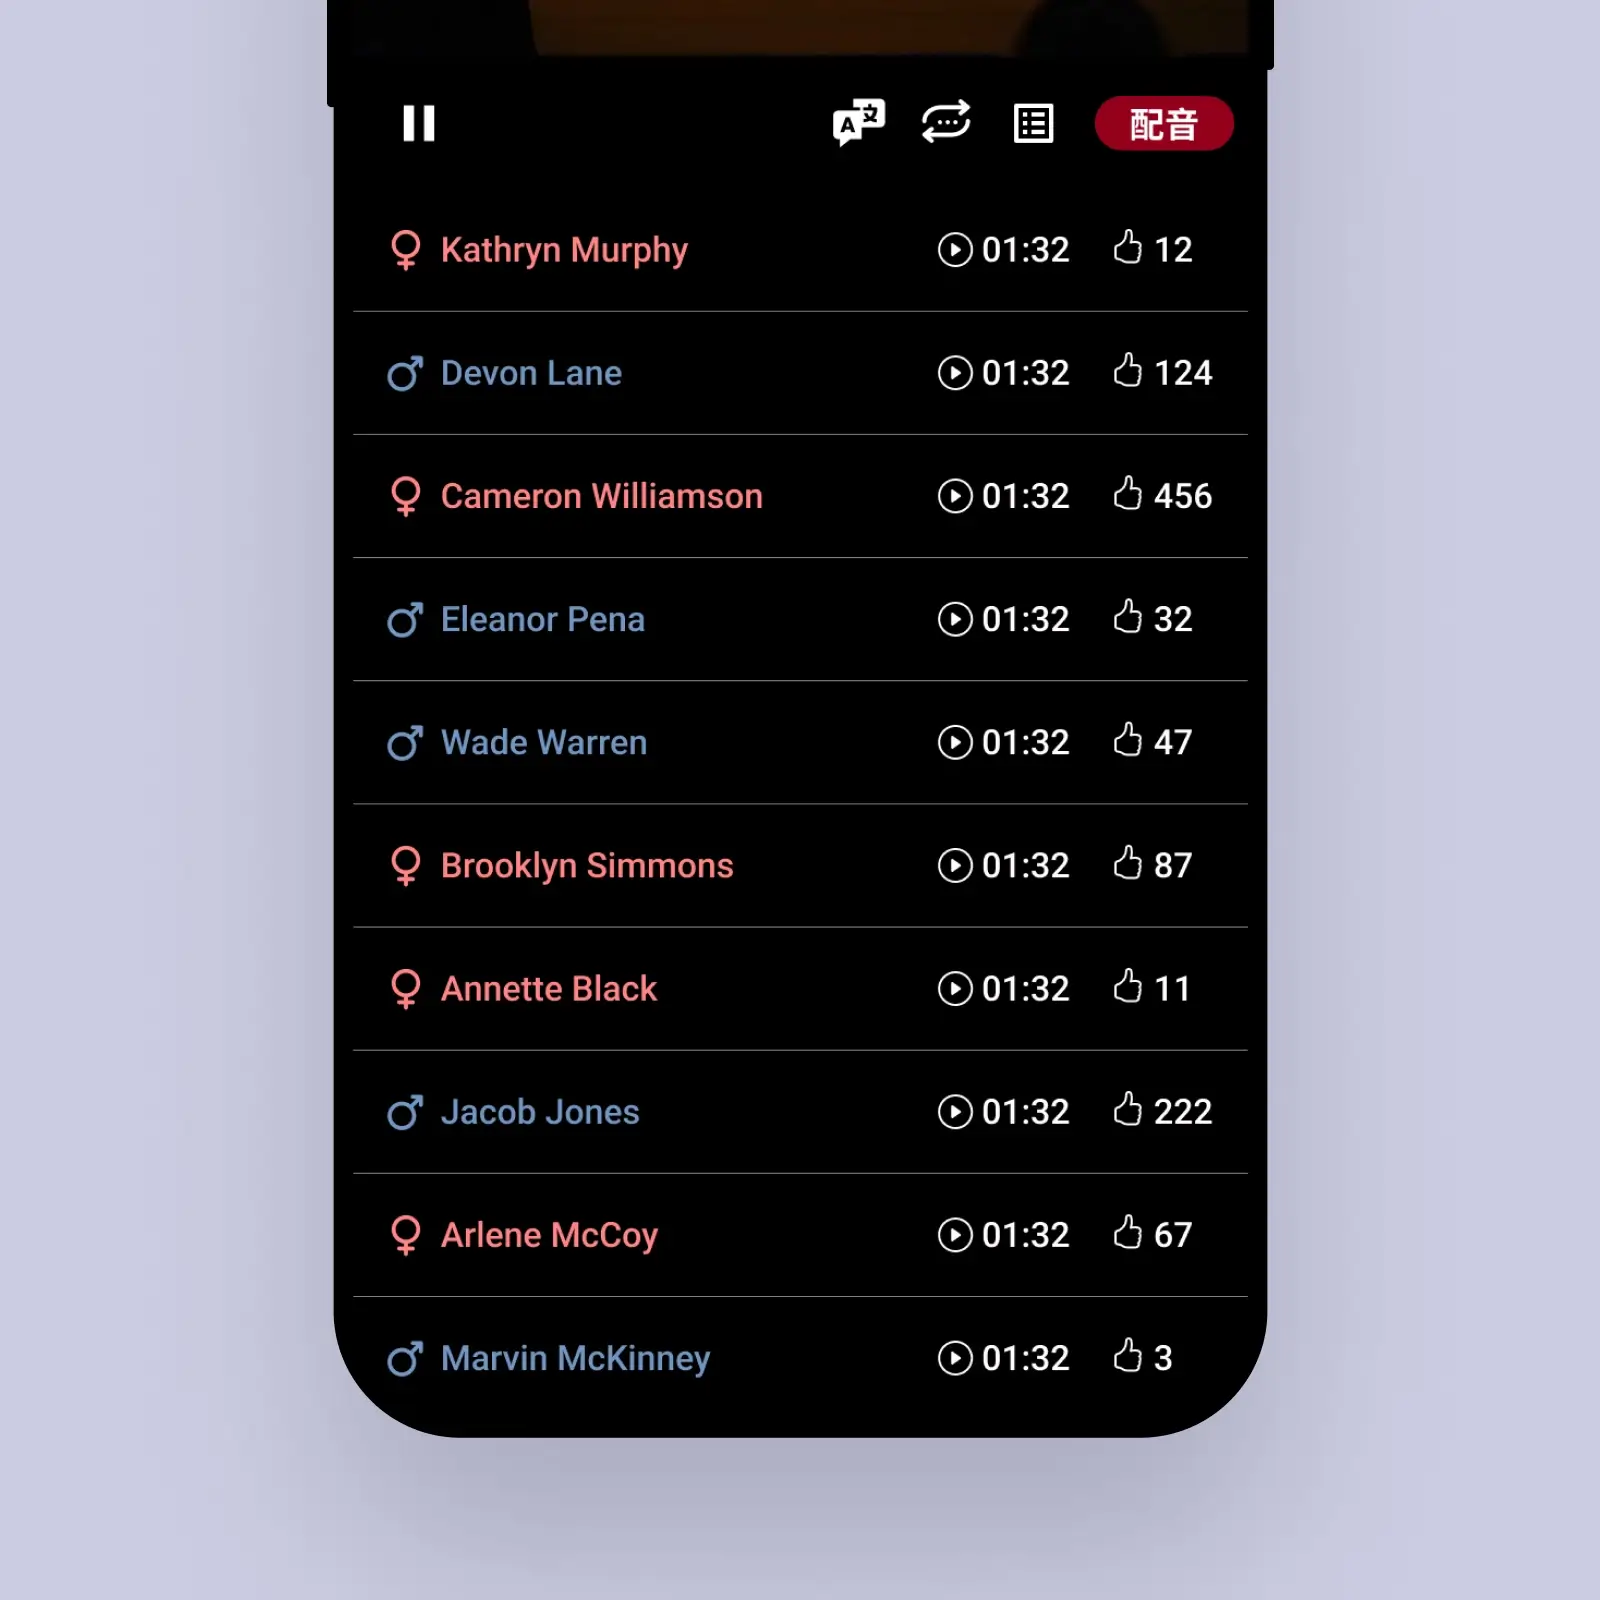 A 文 配音
Kathryn Murphy 01:32 12
Devon Lane 01:32 124
Cameron Williamson 01:32 456
Eleanor Pena 01:32 32
Wade Warren 01:32 47
Brooklyn Simmons 01:32 87
Annette Black 01:32 11
Jacob Jones 01:32 222
Arlene McCoy 01:32 67
Marvin McKinney 01:32 3